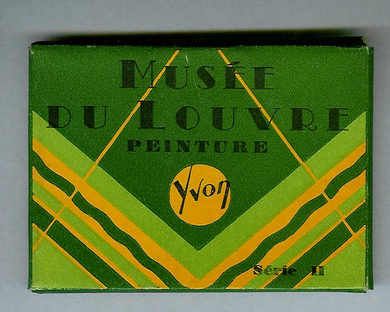 MUSÉE
DU LOUVRE
PEINTURE
Yvon
Série II